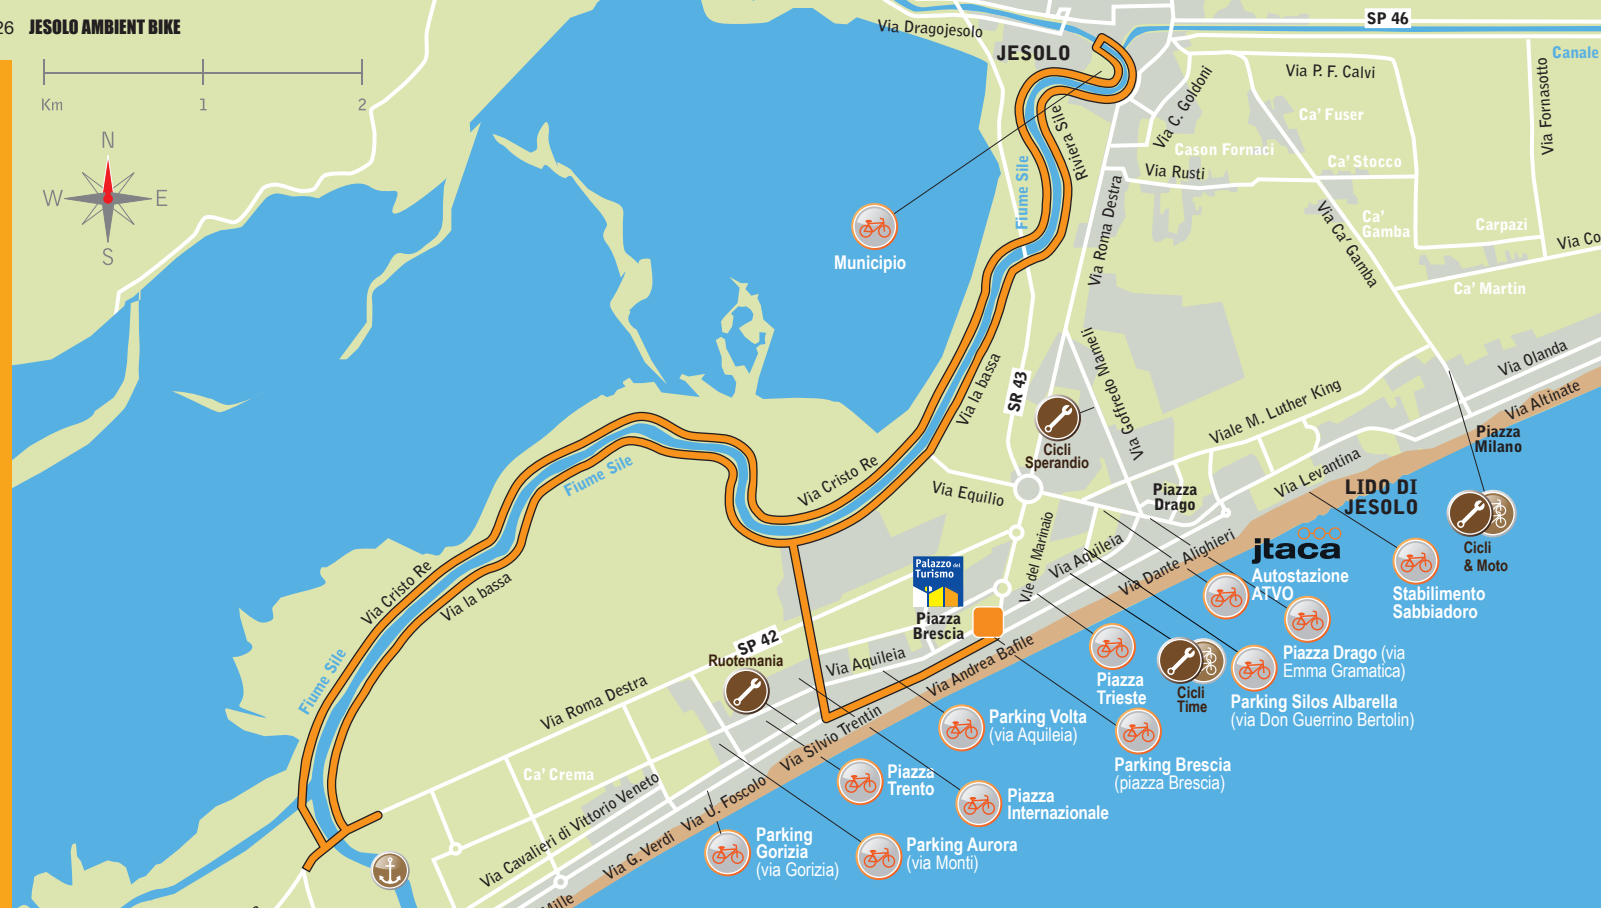 26 JESOLO AMBIENT BIKE
Km 1 2
N
W E
S
Via Dragojesolo
JESOLO
SP 46
Canale
Via P. F. Calvi
Via Fornasotto
Via C. Goldoni
Ca' Fuser
Cason Fornaci
Ca' Stocco
Via Rusti
Riviera Sile
Fiume Sile
Via Roma Destra
Via Ca' Gamba
Ca'
Gamba
Carpazi
Via Co
Ca' Martin
Municipio
Via Goffredo Mameli
SR 43
Via la bassa
Via Olanda
Via Altinate
Viale M. Luther King
Piazza
Milano
Cicli
Sperandio
Fiume Sile
Via Cristo Re
Via Equilio
Via Levantina
Piazza
Drago
LIDO DI
JESOLO
V.le del Marinaio
Via Aquileia
Via Dante Alighieri
jtaca
Cicli
& Moto
Autostazione
ATVO
Stabilimento
Sabbiadoro
Palazzo del
Turismo
Piazza
Brescia
Via Cristo Re
Via la bassa
Fiume Sile
SP 42
Ruotemania
Via Aquileia
Via Andrea Bafile
Piazza
Trieste
Cicli
Time
Piazza Drago (via
Emma Gramatica)
Parking Silos Albarella
(via Don Guerrino Bertolin)
Via Roma Destra
Via Silvio Trentin
Parking Volta
(via Aquileia)
Parking Brescia
(piazza Brescia)
Ca' Crema
Piazza
Trento
Piazza
Internazionale
Via Cavalieri di Vittorio Veneto
Via U. Foscolo
Via G. Verdi
Parking
Gorizia
(via Gorizia)
Parking Aurora
(via Monti)
Mille